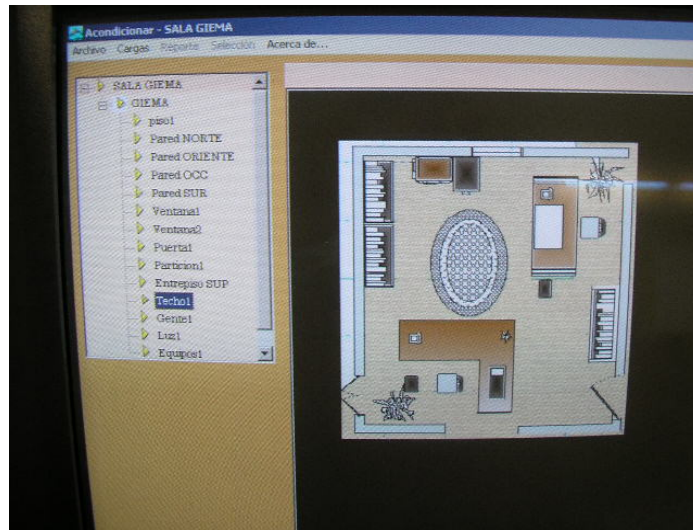 Acondicionar - SALA GIEMA
Archivo Cargas Reporte Selección Acerca de...
SALA GIEMA
GIEMA
piso1
Pared NORTE
Pared ORIENTE
Pared OCC
Pared SUR
Ventana1
Ventana2
Puerta1
Particion1
Entrepiso SUP
Techo1
Gente1
Luz1
Equipos1